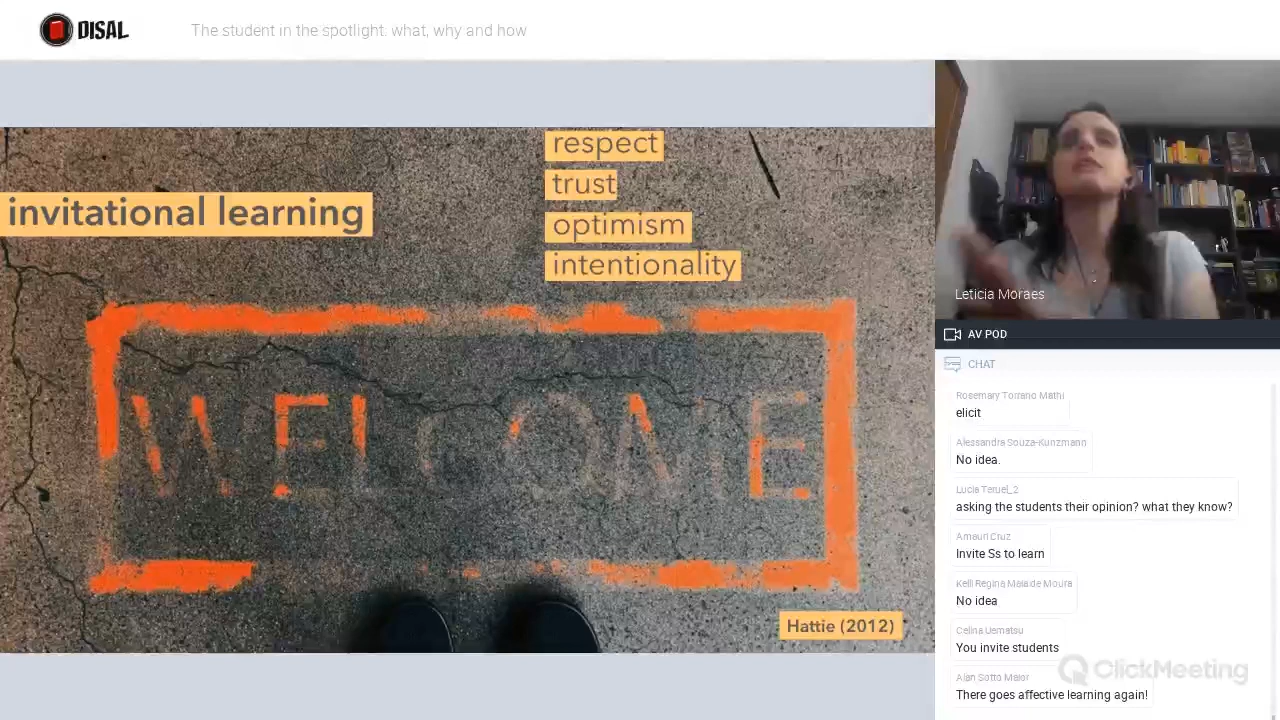 DISAL
The student in the spotlight: what, why and how
invitational learning
respect
trust
optimism
intentionality
WELCOME
Hattie (2012)
Leticia Moraes
AV POD
CHAT
Rosemary Torrano Mathi
elicit
Alessandra Souza-Kunzmann
No idea.
Lucia Teruel_2
asking the students their opinion? what they know?
Amauri Cruz
Invite Ss to learn
Kelli Regina Maia de Moura
No idea
Celina Uematsu
You invite students
Alan Sotto Maior
There goes affective learning again!
ClickMeeting